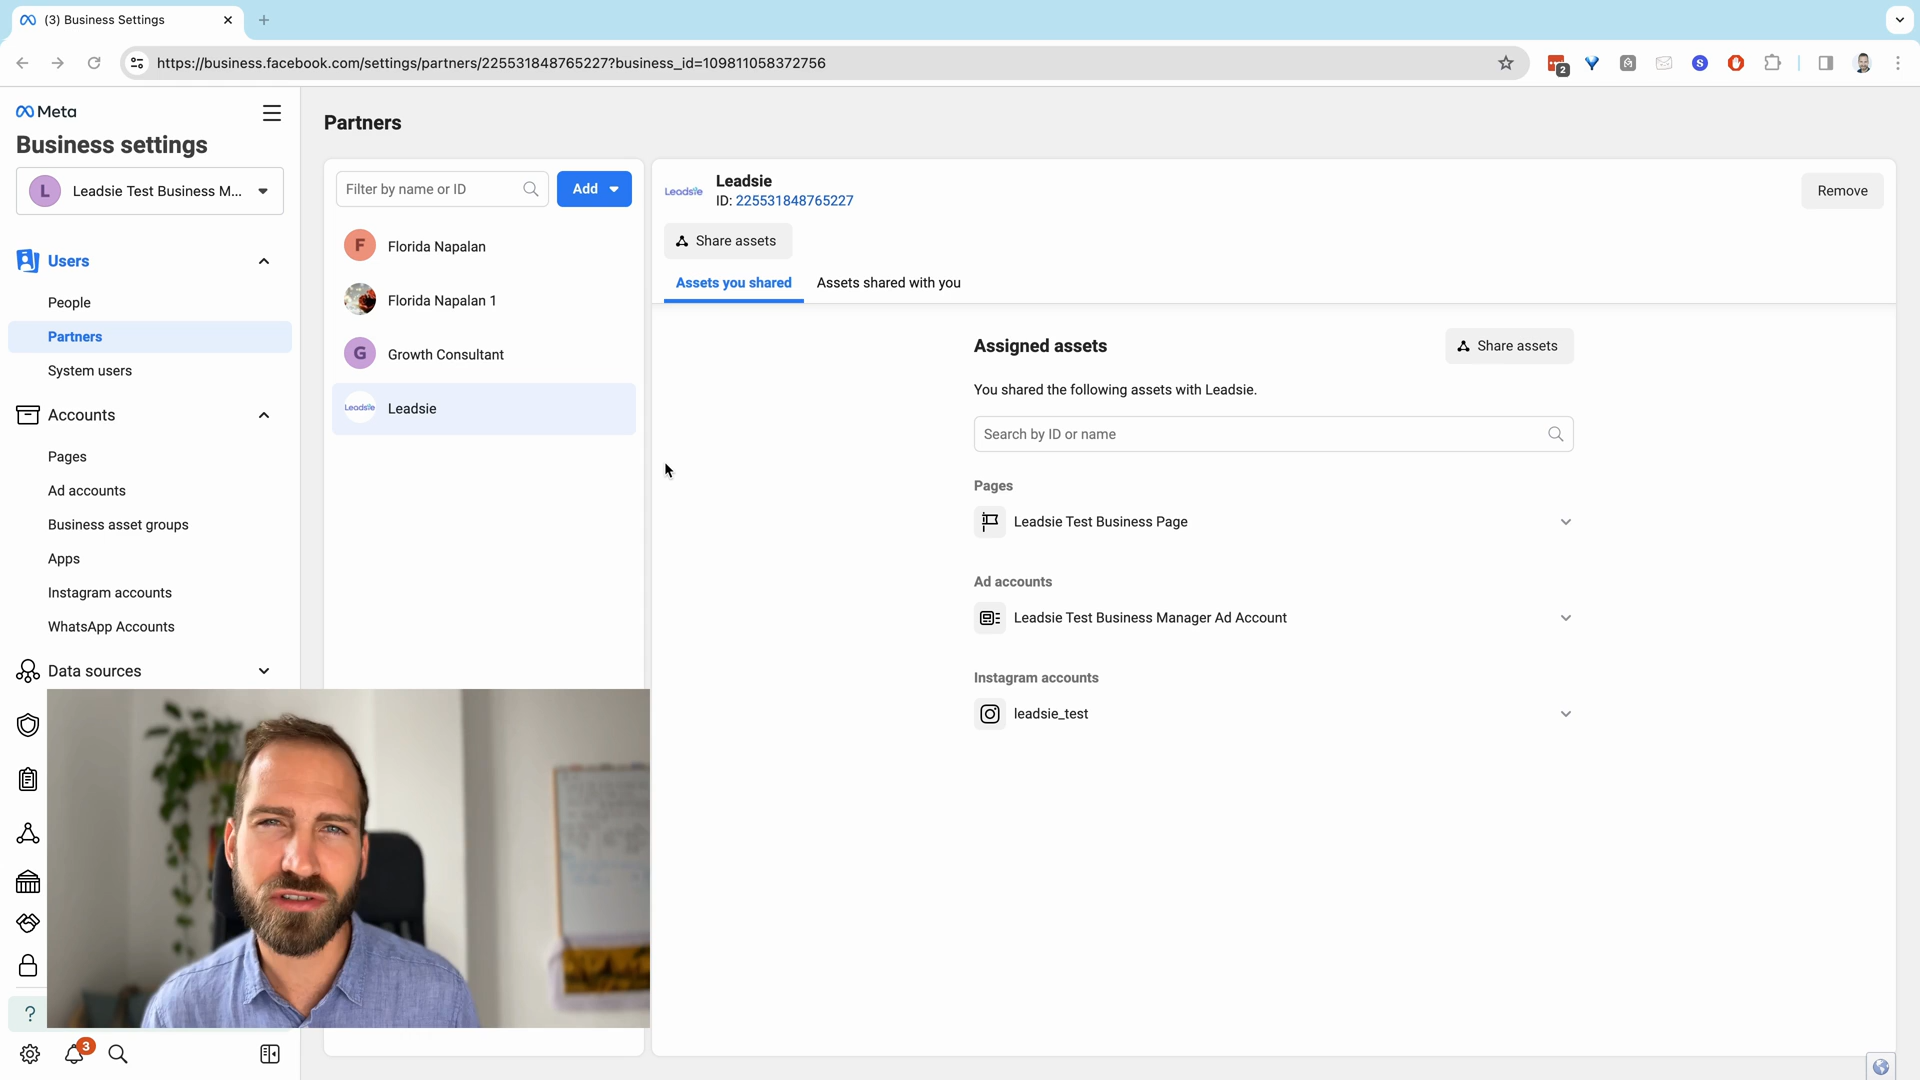 (3) Business Settings
https://business.facebook.com/settings/partners/225531848765227?business_id=109811058372756
2
S
Meta
Business settings
L
Leadsie Test Business M...
Users
People
Partners
System users
Accounts
Pages
Ad accounts
Business asset groups
Apps
Instagram accounts
WhatsApp Accounts
Data sources
?
3
Partners
Filter by name or ID
Add
F
Florida Napalan
Florida Napalan 1
G
Growth Consultant
Leadsie
Leadsie
Leadsie
Leadsie
ID: 225531848765227
Remove
Share assets
Assets you shared
Assets shared with you
Assigned assets
Share assets
You shared the following assets with Leadsie.
Search by ID or name
Pages
Leadsie Test Business Page
Ad accounts
Leadsie Test Business Manager Ad Account
Instagram accounts
leadsie_test